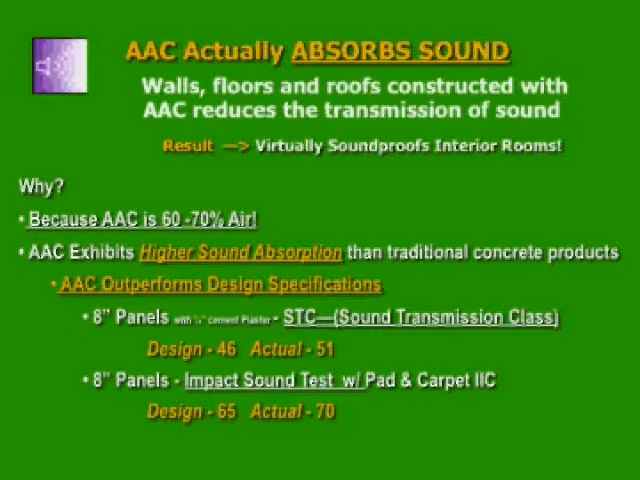 AAC Actually ABSORBS SOUND
Walls, floors and roofs constructed with
AAC reduces the transmission of sound
Result —> Virtually Soundproofs Interior Rooms!
Why?
• Because AAC is 60 -70% Air!
• AAC Exhibits Higher Sound Absorption than traditional concrete products
• AAC Outperforms Design Specifications
• 8” Panels with Cement Plaster - STC—(Sound Transmission Class)
Design - 46 Actual - 51
• 8” Panels - Impact Sound Test w/ Pad & Carpet IIC
Design - 65 Actual - 70